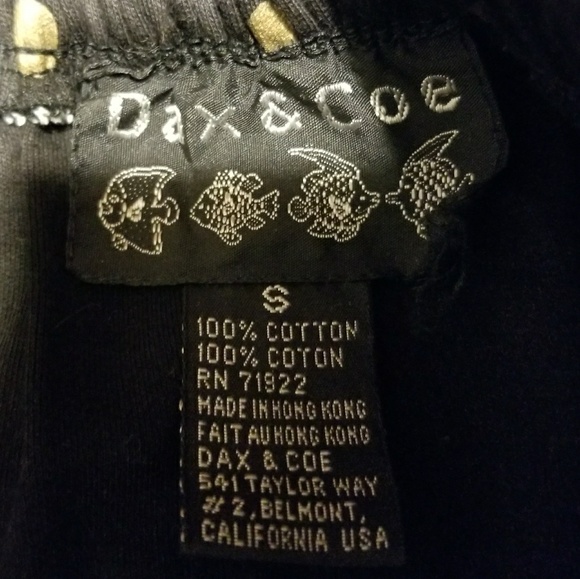 Dax & Coe
S
100% COTTON
100% COTON
RN 71922
MADE IN HONG KONG
FAIT AU HONG KONG
DAX & COE
541 TAYLOR WAY
# 2, BELMONT,
CALIFORNIA USA